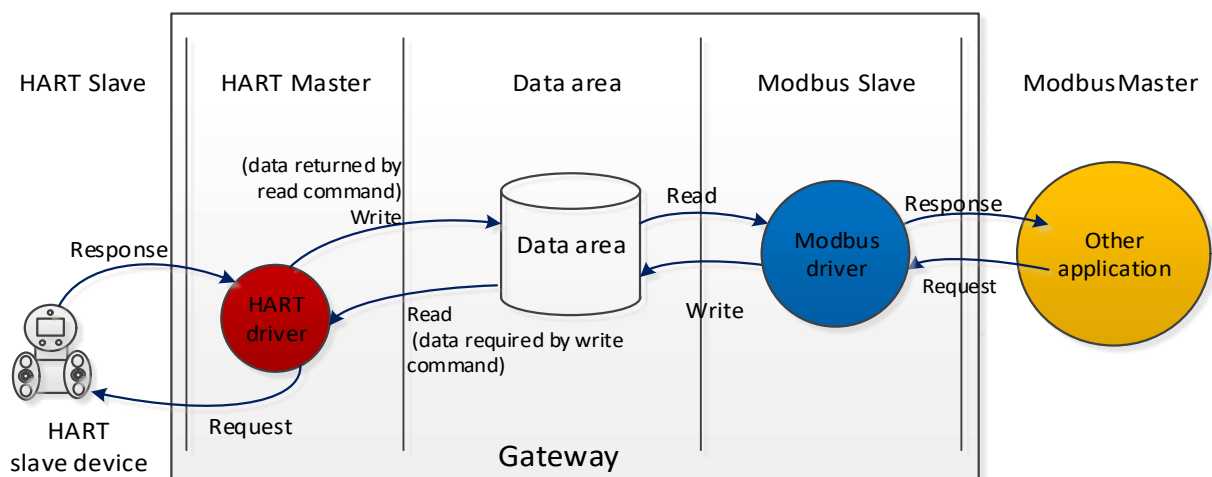 HART Slave
HART Master
Data area
Modbus Slave
ModbusMaster
(data returned by
read command)
Write
Response
HART
driver
Request
HART
slave device
Data area
Read
(data required by write
command)
Read
Write
Modbus
driver
Response
Request
Other
application
Gateway